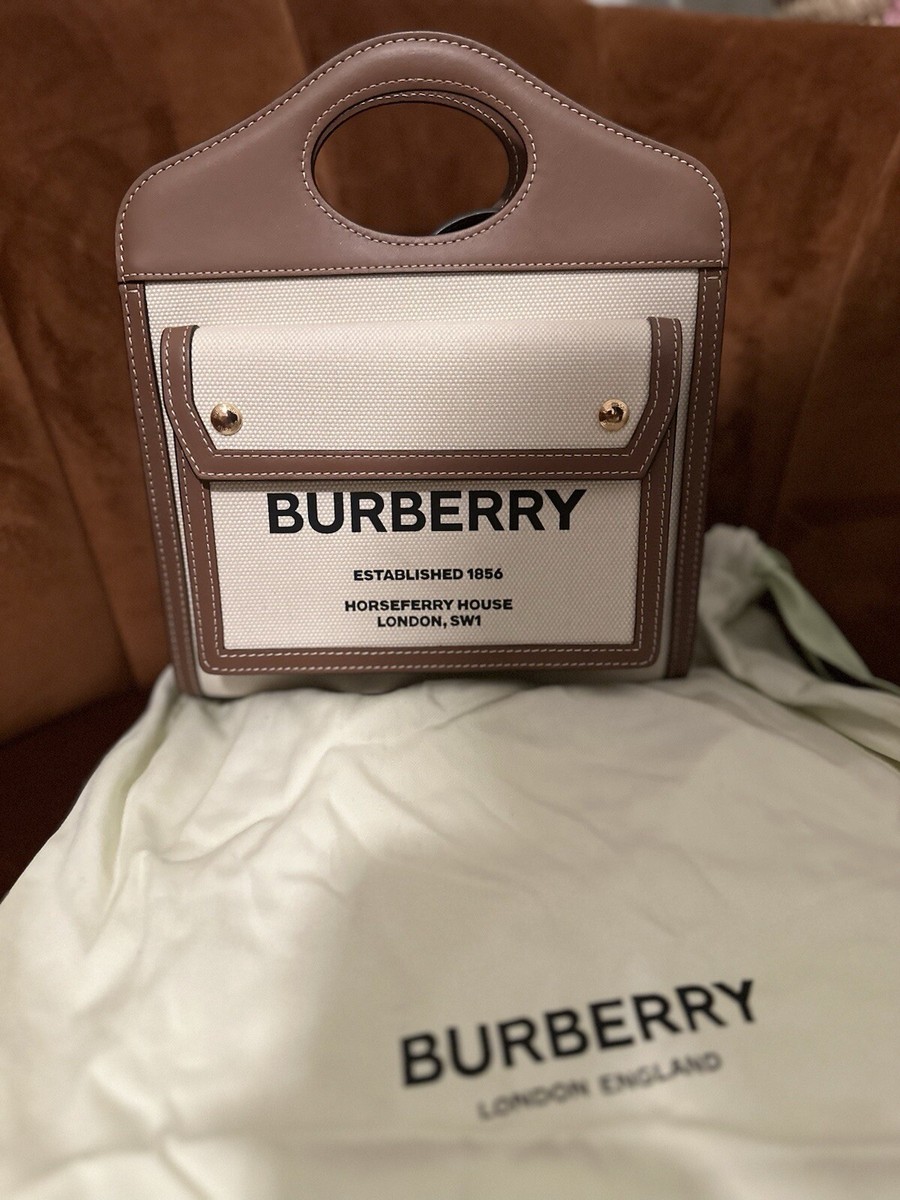 BURBERRY
ESTABLISHED 1856
HORSEFERRY HOUSE
LONDON, SW1
BURBERRY
LONDON ENGLAND